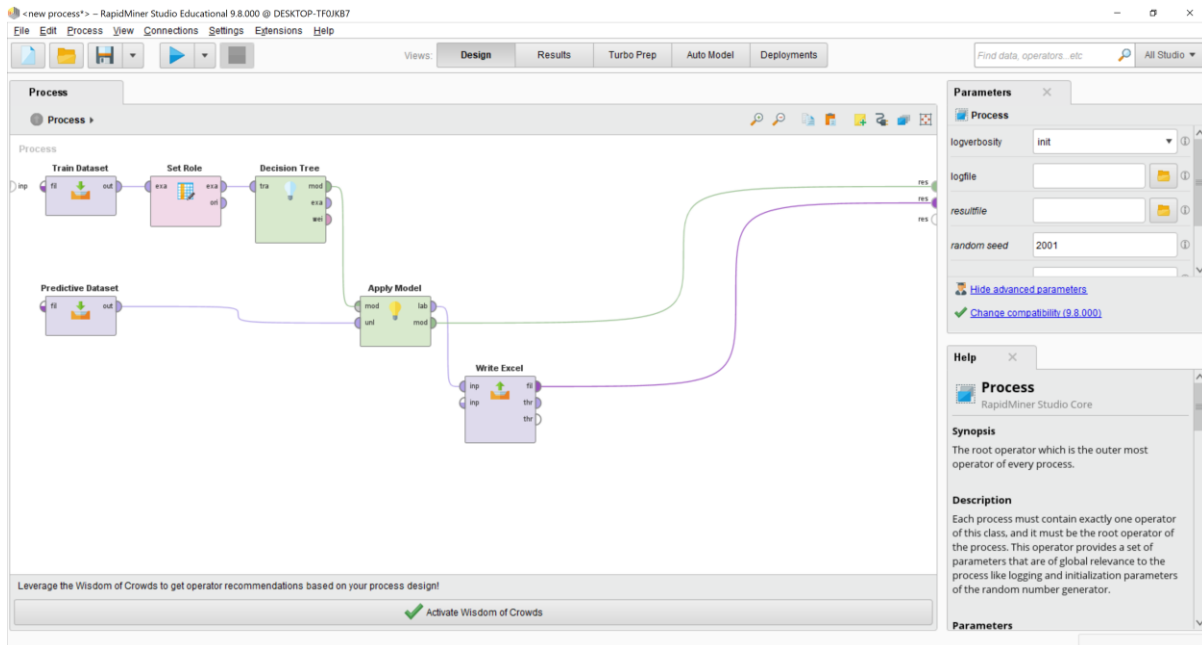 <new process*> – RapidMiner Studio Educational 9.8.000 @ DESKTOP-TF0JKB7
File Edit Process View Connections Settings Extensions Help
Views: Design Results Turbo Prep Auto Model Deployments
Find data, operators...etc
All Studio
Process
Process
Process
Train Dataset
Set Role
Decision Tree
inp
fil out
exa exa
ori
tra mod
exa
wei
res
res
res
Predictive Dataset
fil out
Apply Model
mod lab
unl mod
Write Excel
inp fil
inp thr
thr
Leverage the Wisdom of Crowds to get operator recommendations based on your process design!
Activate Wisdom of Crowds
Parameters
Process
logverbosity init
logfile
resultfile
random seed 2001
Hide advanced parameters
Change compatibility (9.8.000)
Help
Process
RapidMiner Studio Core
Synopsis
The root operator which is the outer most
operator of every process.
Description
Each process must contain exactly one operator
of this class, and it must be the root operator of
the process. This operator provides a set of
parameters that are of global relevance to the
process like logging and initialization parameters
of the random number generator.
Parameters